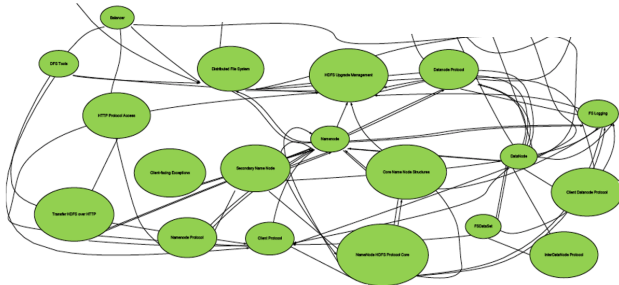 Balancer
DFS Tools
Distributed File System
HDFS Upgrade Management
Datanode Protocol
HTTP Protocol Access
FS Logging
Namenode
DataNode
Client-facing Exceptions
Secondary Name Node
Core Name Node Structures
Client Datanode Protocol
Transfer HDFS over HTTP
Namenode Protocol
Client Protocol
FSDataSet
NameNode HDFS Protocol Core
InterDataNode Protocol